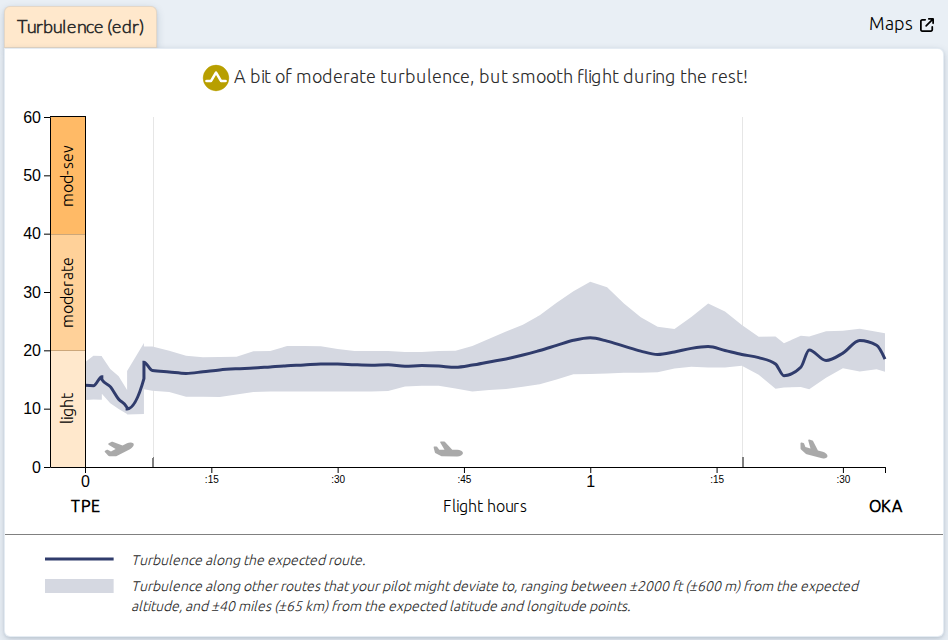 Turbulence (edr)
Maps
A bit of moderate turbulence, but smooth flight during the rest!
60
50
40
30
20
10
0
mod-sev
moderate
light
0
:15
:30
:45
1
:15
:30
TPE
Flight hours
OKA
Turbulence along the expected route.
Turbulence along other routes that your pilot might deviate to, ranging between ±2000 ft (±600 m) from the expected
altitude, and ±40 miles (±65 km) from the expected latitude and longitude points.